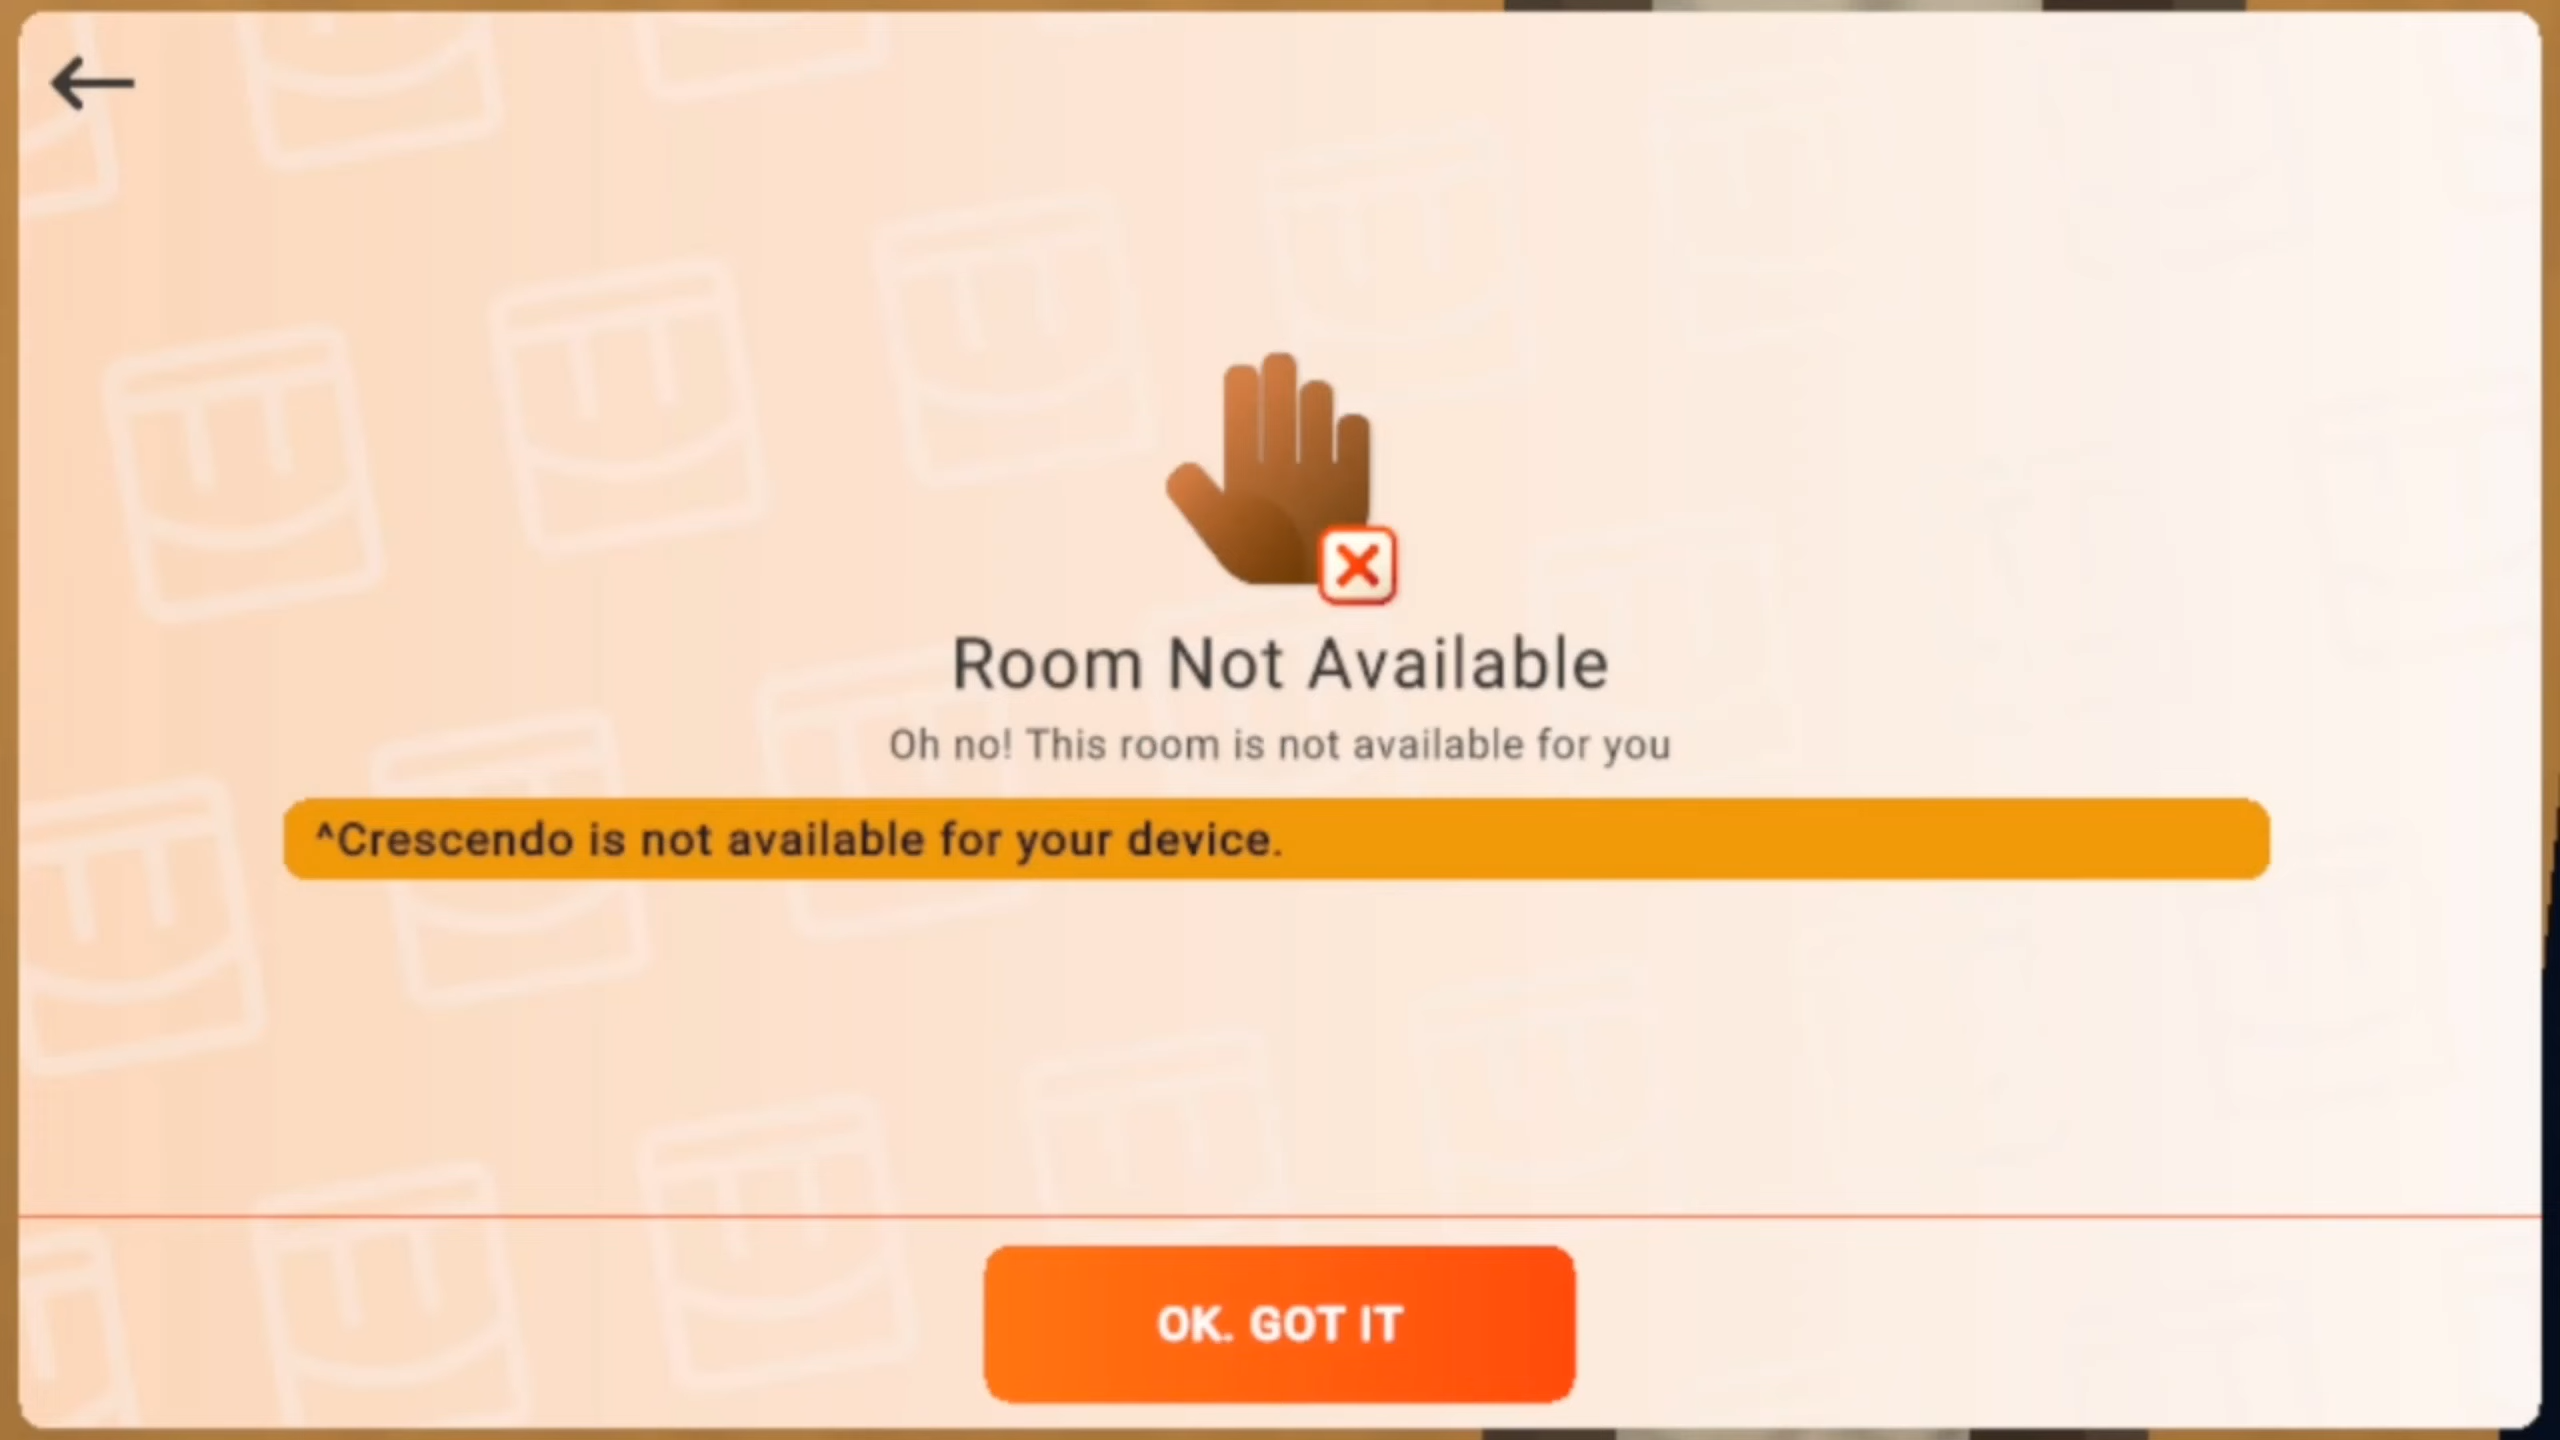 Room Not Available
Oh no! This room is not available for you
^Crescendo is not available for your device.
OK. GOT IT